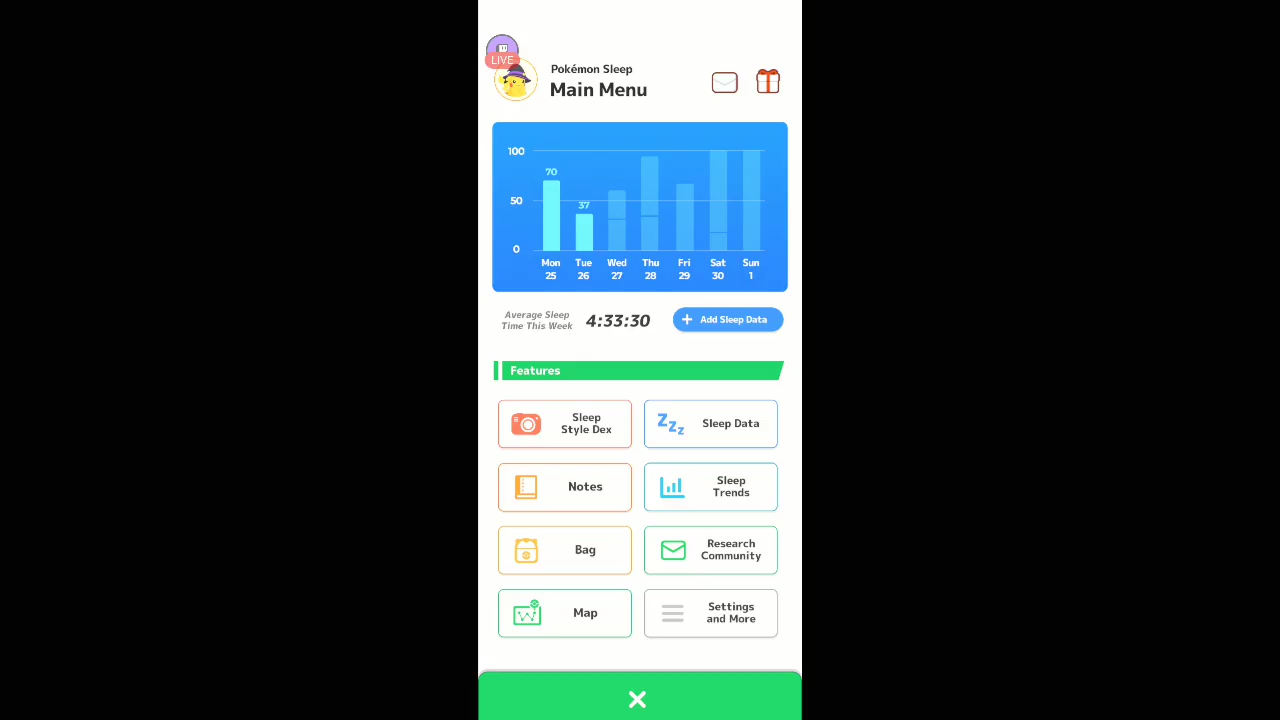 LIVE
Pokémon Sleep
Main Menu
100
50
0
70
37
Mon Tue Wed Thu Fri Sat Sun
25 26 27 28 29 30 1
Average Sleep
Time This Week
4:33:30
+ Add Sleep Data
Features
Sleep
Style Dex
Zzz
Sleep Data
Notes
Sleep
Trends
Bag
Research
Community
Map
Settings
and More